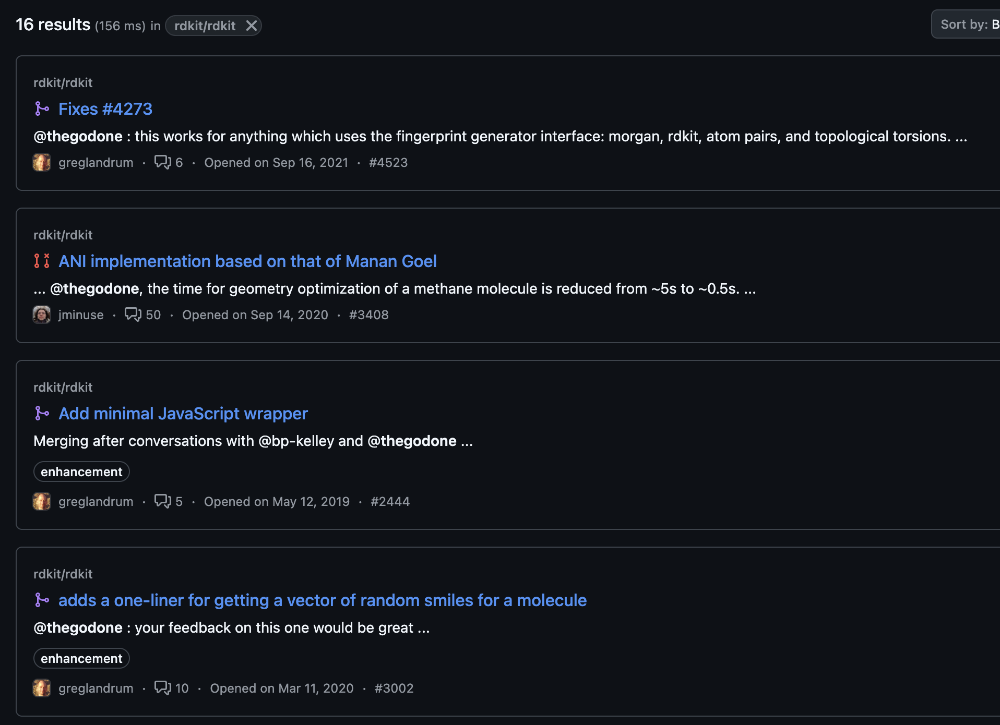 16 results (156 ms) in rdkit/rdkit
Sort by: B
rdkit/rdkit
Fixes #4273
@thegodone : this works for anything which uses the fingerprint generator interface: morgan, rdkit, atom pairs, and topological torsions. ...
greglandrum · 6 · Opened on Sep 16, 2021 · #4523
rdkit/rdkit
ANI implementation based on that of Manan Goel
... @thegodone, the time for geometry optimization of a methane molecule is reduced from ~5s to ~0.5s. ...
jminuse · 50 · Opened on Sep 14, 2020 · #3408
rdkit/rdkit
Add minimal JavaScript wrapper
Merging after conversations with @bp-kelley and @thegodone ...
enhancement
greglandrum · 5 · Opened on May 12, 2019 · #2444
rdkit/rdkit
adds a one-liner for getting a vector of random smiles for a molecule
@thegodone : your feedback on this one would be great ...
enhancement
greglandrum · 10 · Opened on Mar 11, 2020 · #3002